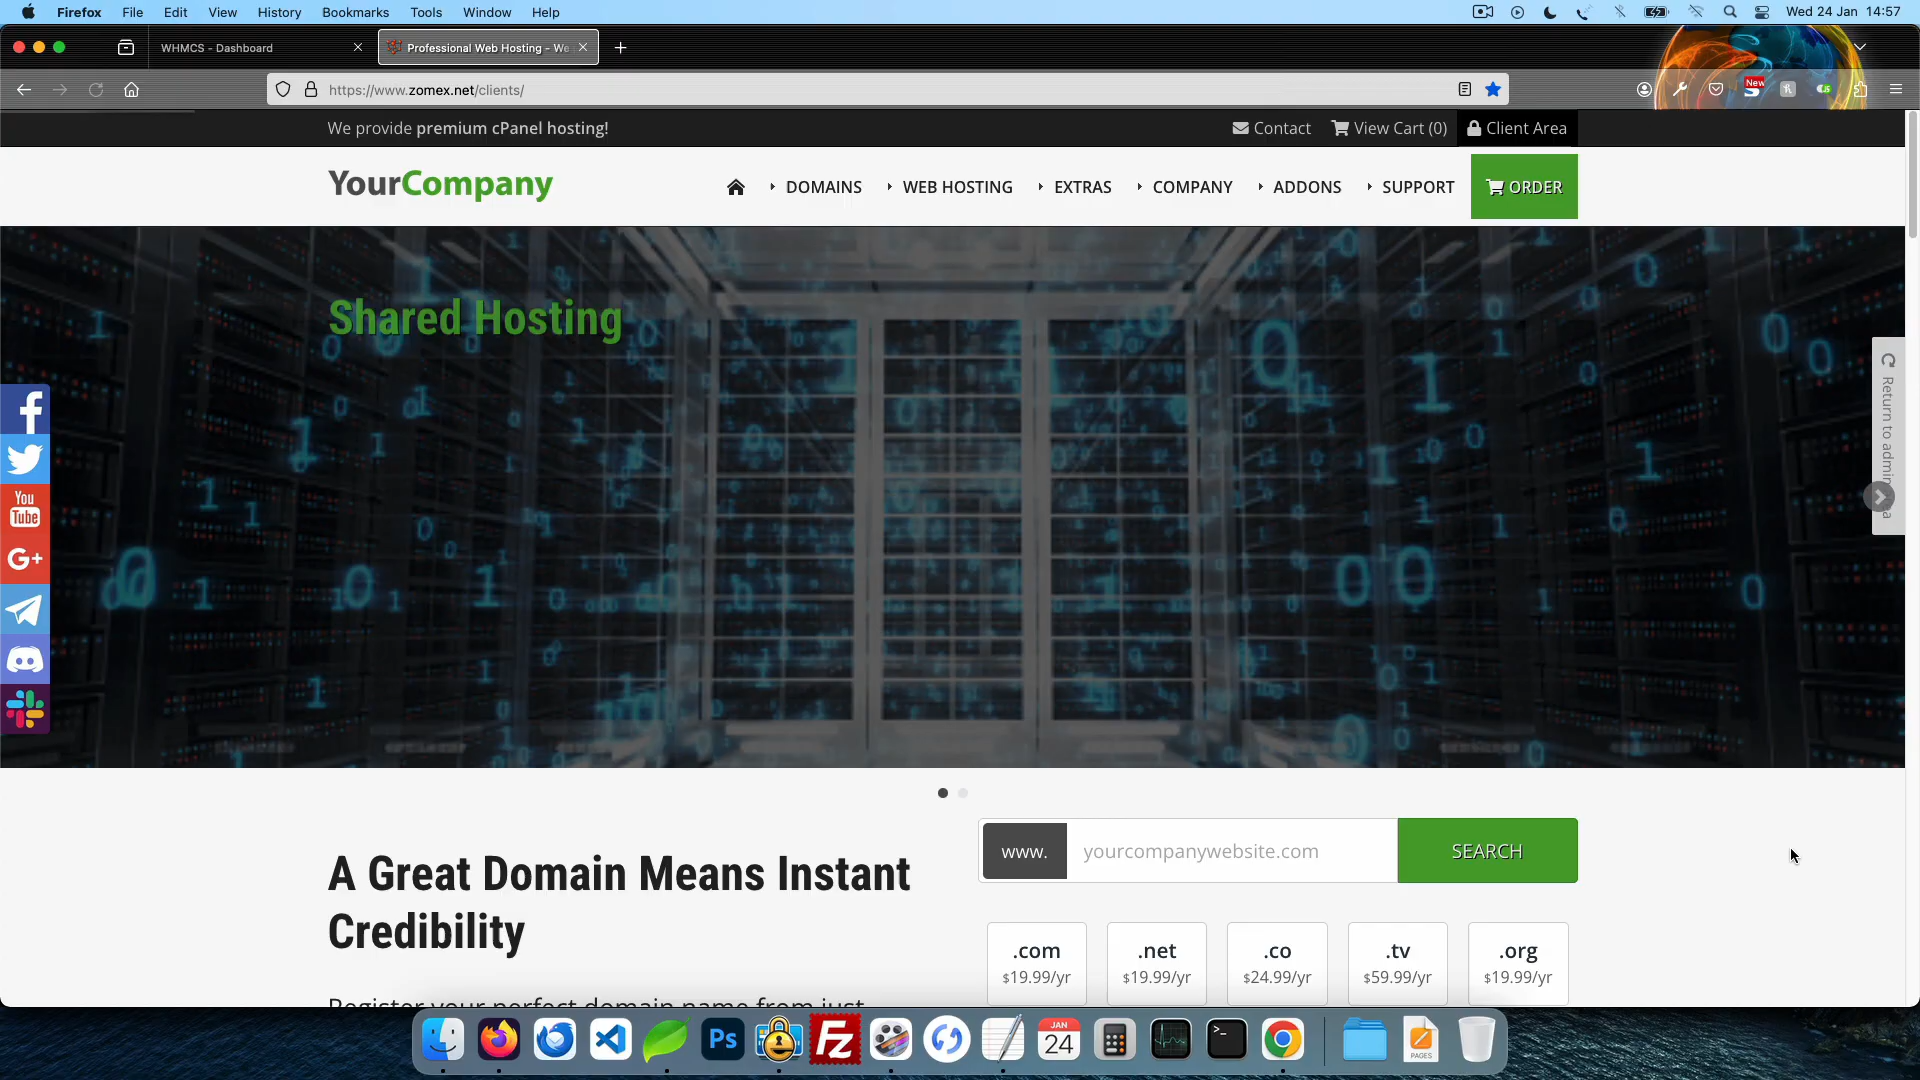 Firefox File Edit View History Bookmarks Tools Window Help
Wed 24 Jan 14:57
WHMCS - Dashboard
Professional Web Hosting - We
https://www.zomex.net/clients/
New
We provide premium cPanel hosting!
Contact
View Cart (0)
Client Area
YourCompany
DOMAINS
WEB HOSTING
EXTRAS
COMPANY
ADDONS
SUPPORT
ORDER
Shared Hosting
Return to admin
You
Tube
G+
A Great Domain Means Instant
Credibility
www.
yourcompanywebsite.com
SEARCH
.com
$19.99/yr
.net
$19.99/yr
.co
$24.99/yr
.tv
$59.99/yr
.org
$19.99/yr
Register your perfect domain name from just
Ps
FZ
JAN
24
PAGES